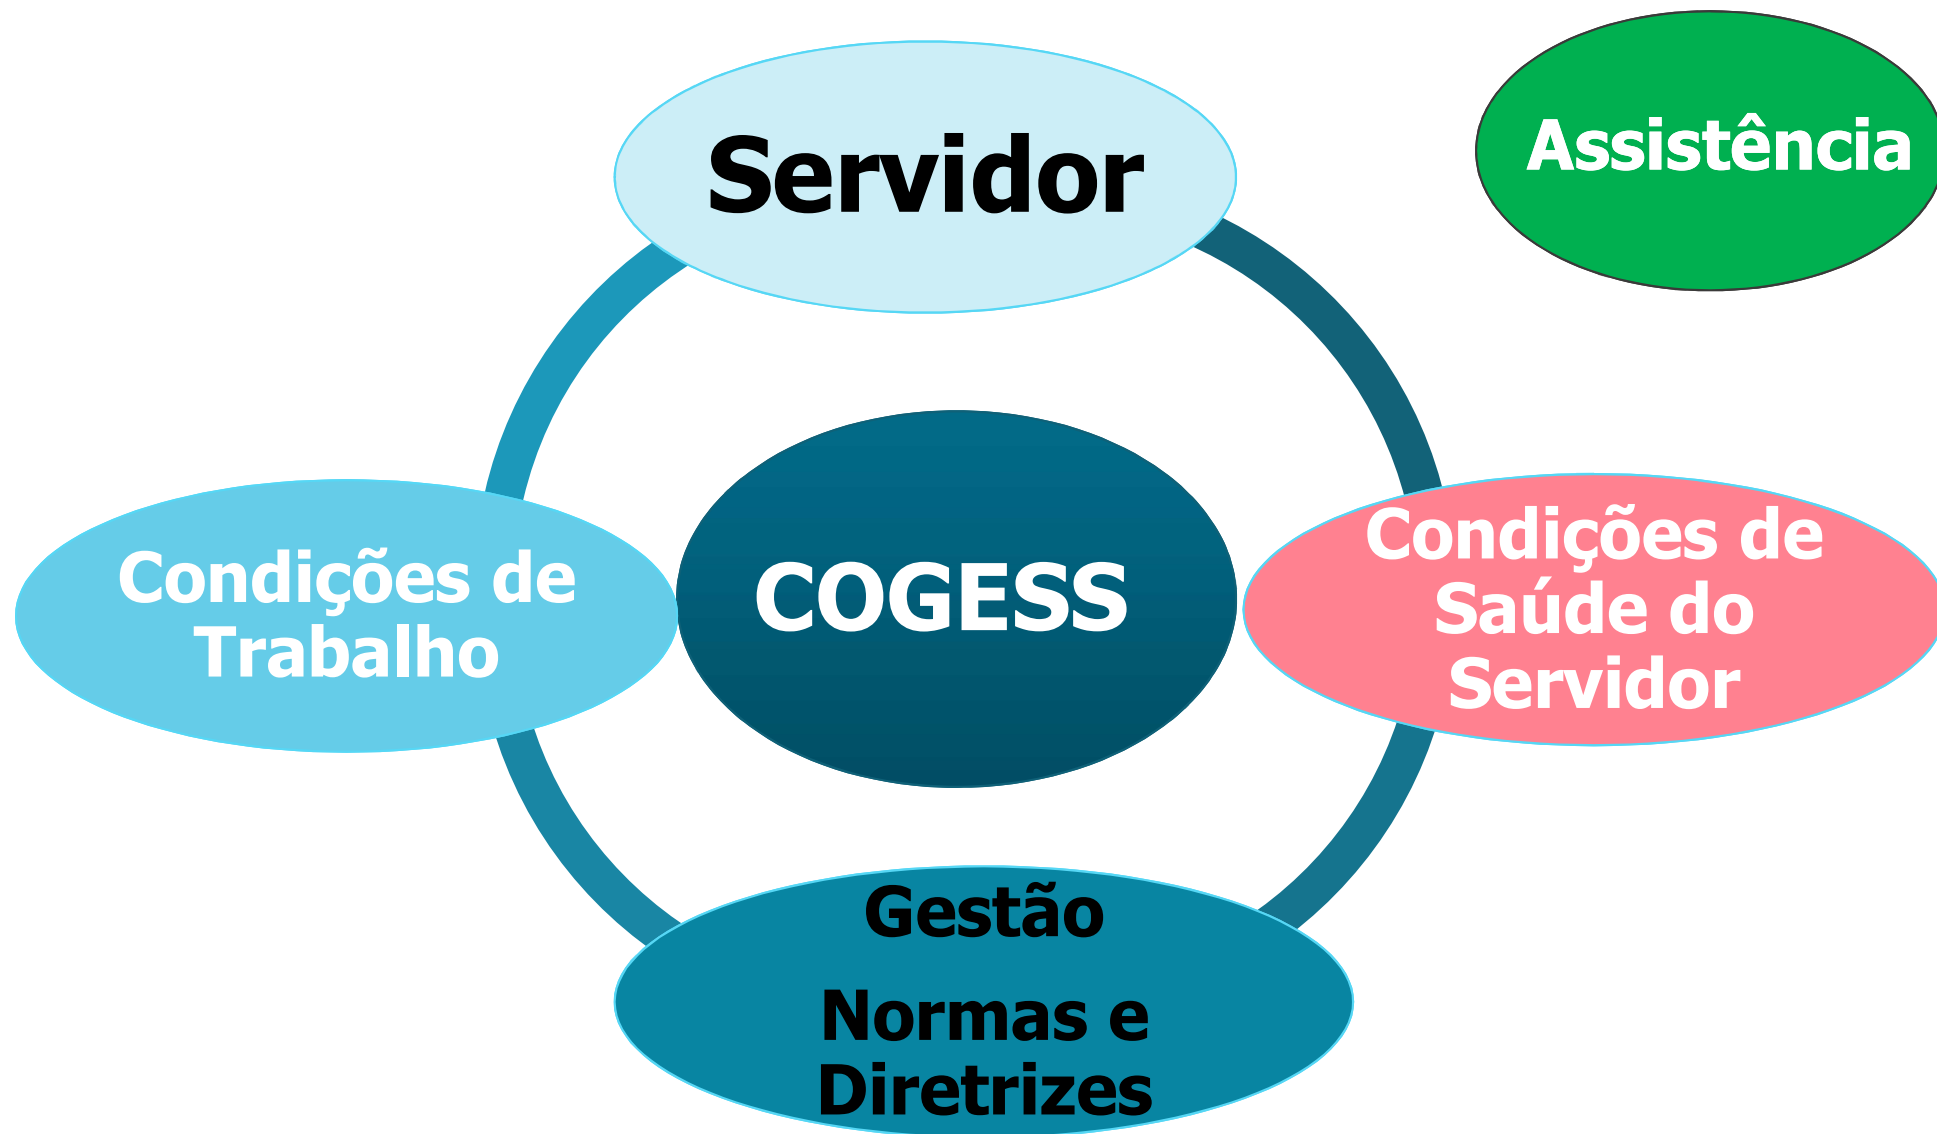 Servidor
Assistência
Condições de
Trabalho
COGESS
Condições de
Saúde do
Servidor
Gestão
Normas e
Diretrizes